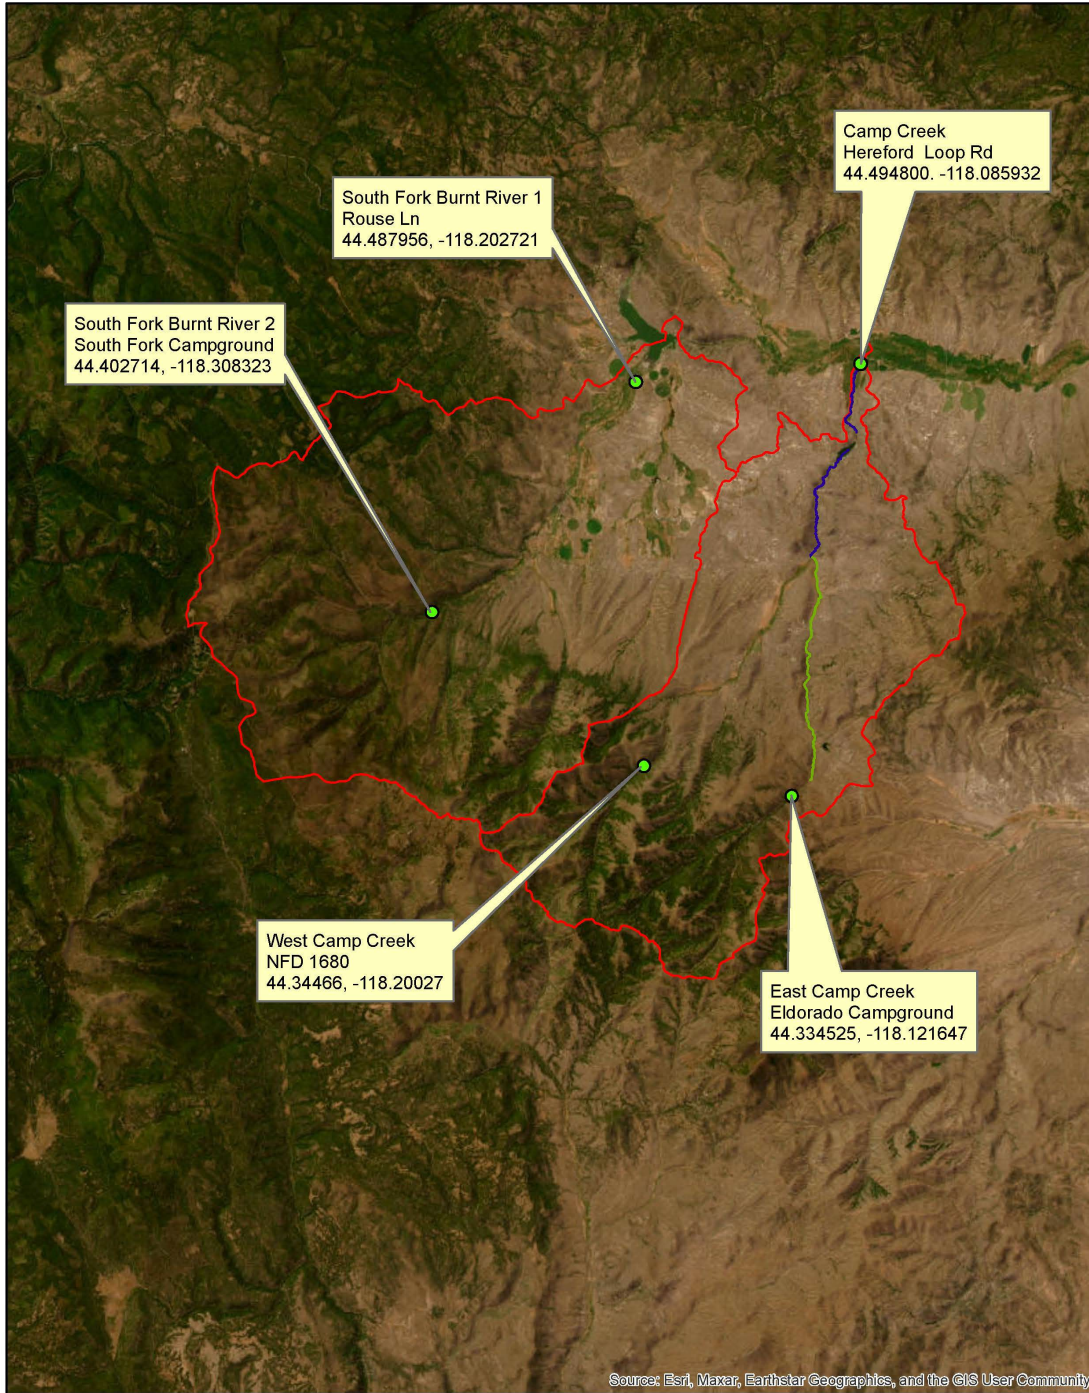 Camp Creek
Hereford  Loop Rd
44.494800. -118.085932
South Fork Burnt River 1
Rouse Ln
44.487956, -118.202721
South Fork Burnt River 2
South Fork Campground
44.402714, -118.308323
West Camp Creek
NFD 1680
44.34466, -118.20027
East Camp Creek
Eldorado Campground
44.334525, -118.121647
Source: Esri, Maxar, Earthstar Geographics, and the GIS User Community